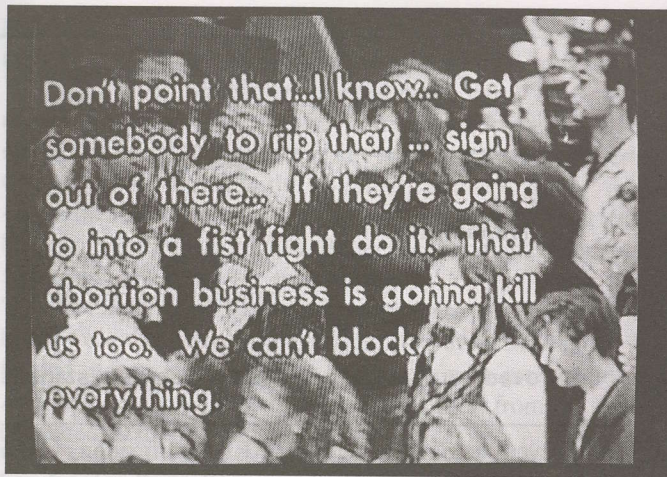 Don't point that...I know... Get
somebody to rip that ... sign
out of there... If they're going
to into a fist fight do it. That
abortion business is gonna kill
us too. We can't block
everything.